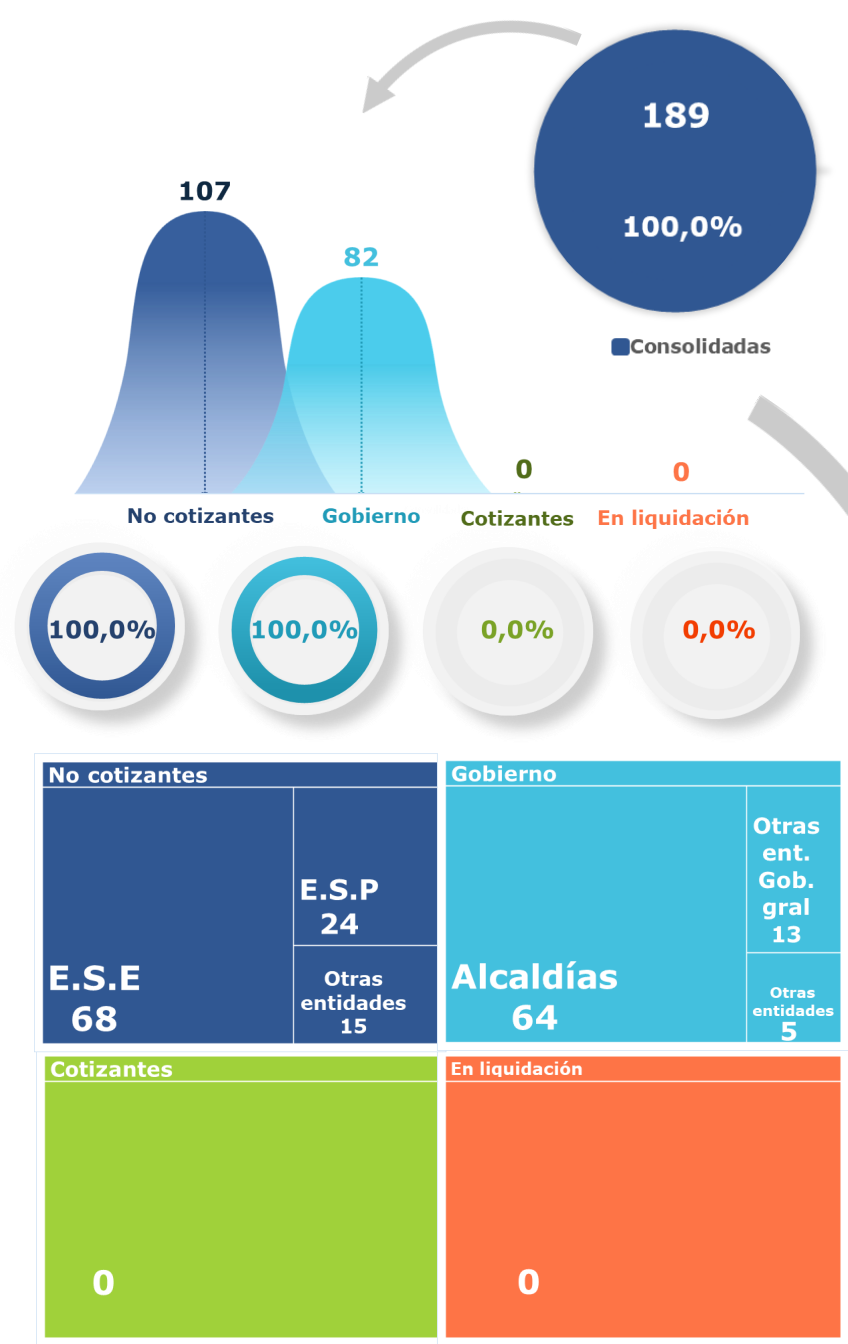 189
100,0%
Consolidadas
107
82
0
0
No cotizantes
Gobierno
Cotizantes
En liquidación
100,0%
100,0%
0,0%
0,0%
No cotizantes
E.S.E
68
E.S.P
24
Otras
entidades
15
Gobierno
Alcaldías
64
Otras
ent.
Gob.
gral
13
Otras
entidades
5
Cotizantes
0
En liquidación
0